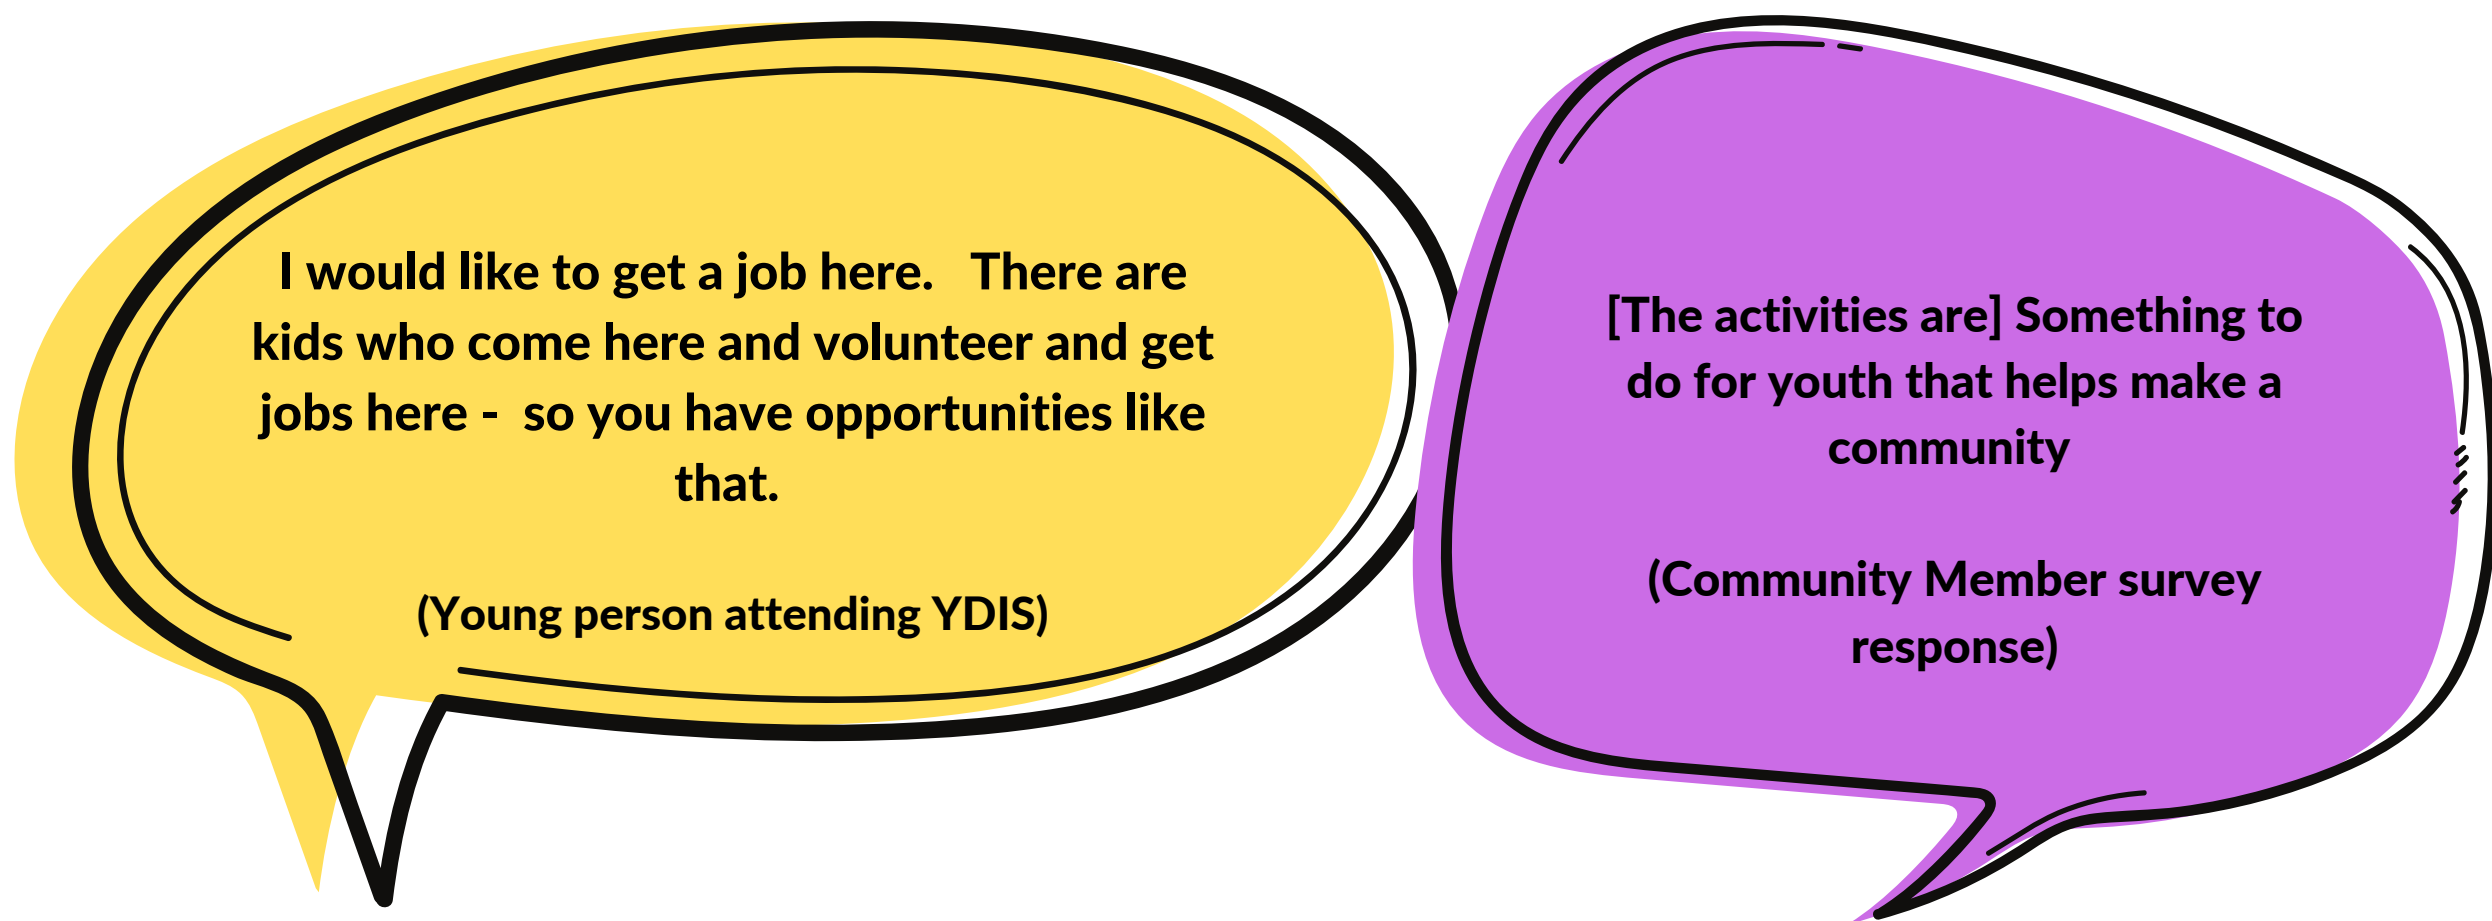 I would like to get a job here.   There are
kids who come here and volunteer and get
jobs here -  so you have opportunities like
that.
(Young person attending YDIS)
[The activities are] Something to
do for youth that helps make a
community
(Community Member survey
response)